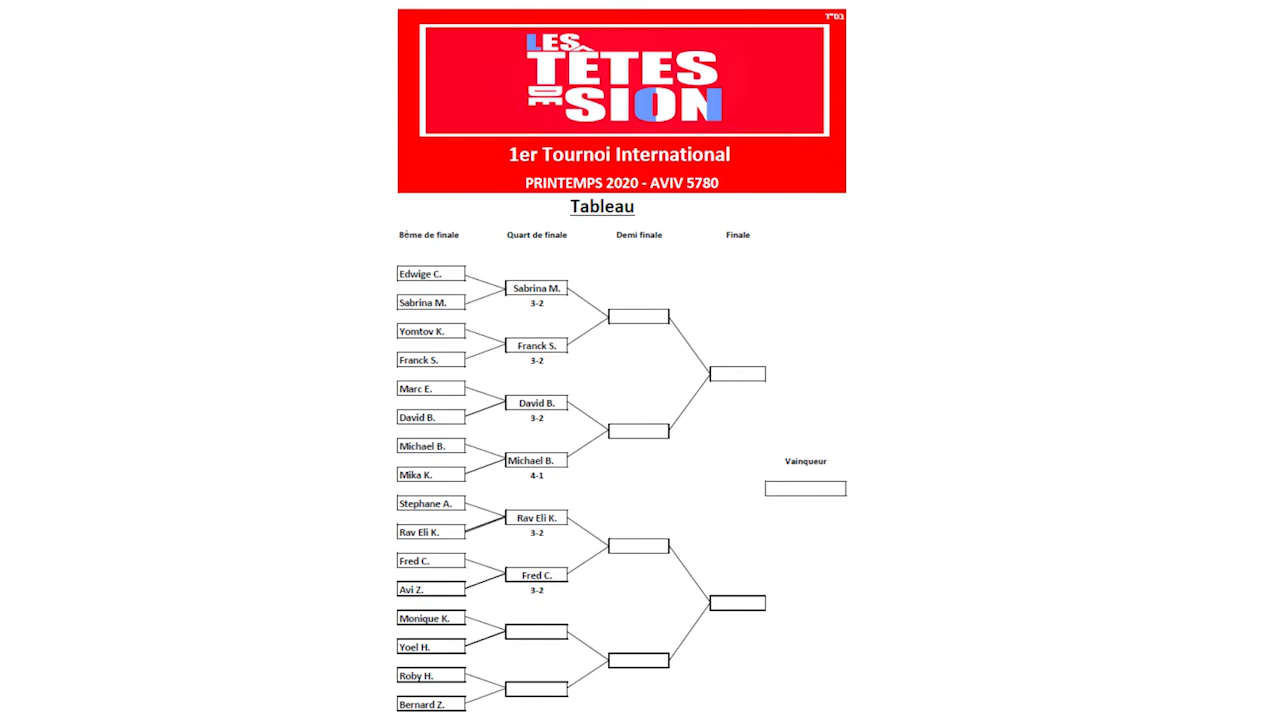 בס"ד
LES
TÊTES
DE SION
1er Tournoi International
PRINTEMPS 2020 - AVIV 5780
Tableau
8ème de finale Quart de finale Demi finale Finale
Edwige C.
Sabrina M.
3-2
Sabrina M.
Yomtov K.
Franck S.
3-2
Franck S.
Marc E.
David B.
3-2
David B.
Michael B.
Michael B.
4-1
Vainqueur
Mika K.
Stephane A.
Rav Eli K.
3-2
Rav Eli K.
Fred C.
Fred C.
3-2
Avi Z.
Monique K.
Yoel H.
Roby H.
Bernard Z.